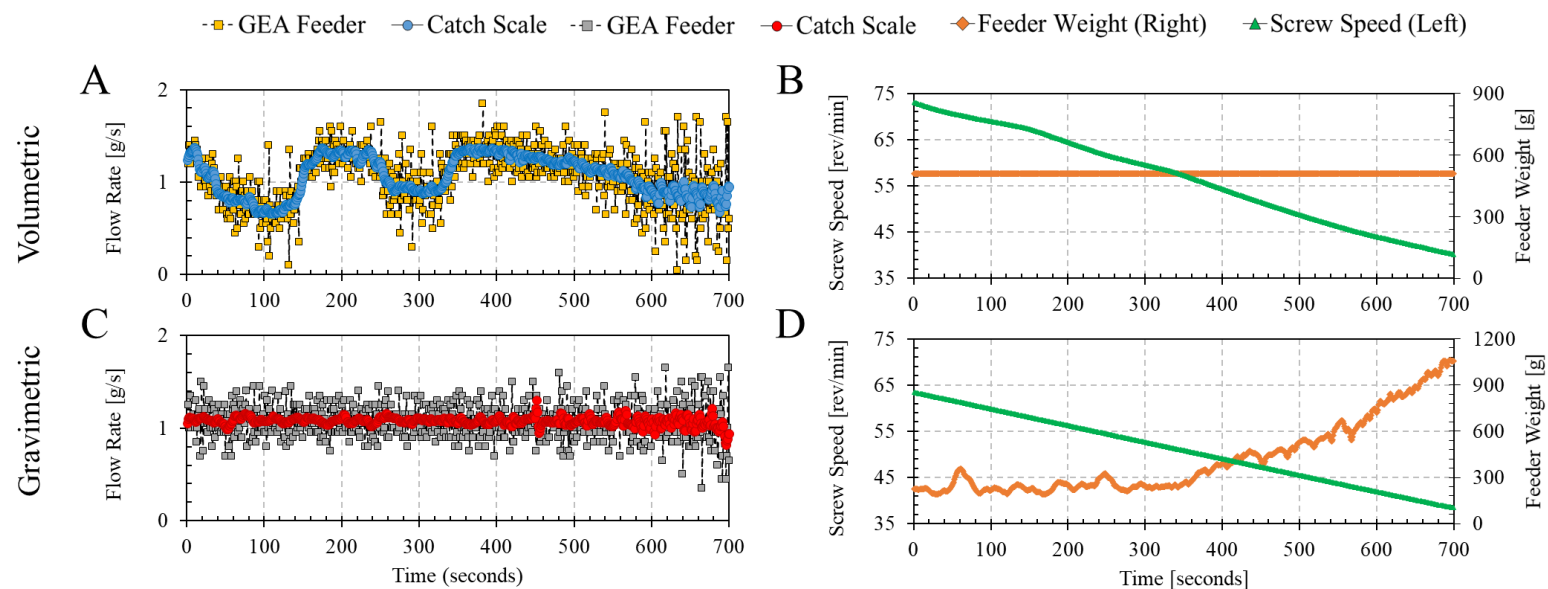 GEA Feeder Catch Scale GEA Feeder Catch Scale Feeder Weight (Right) Screw Speed (Left)
Volumetric
A
2
1
0
Flow Rate [g/s]
0 100 200 300 400 500 600 700
B
75
65
55
45
35
Screw Speed [rev/min]
900
600
300
0
Feeder Weight [g]
0 100 200 300 400 500 600 700
Gravimetric
C
2
1
0
Flow Rate [g/s]
0 100 200 300 400 500 600 700
Time (seconds)
D
75
65
55
45
35
Screw Speed [rev/min]
1200
900
600
300
0
Feeder Weight [g]
0 100 200 300 400 500 600 700
Time [seconds]